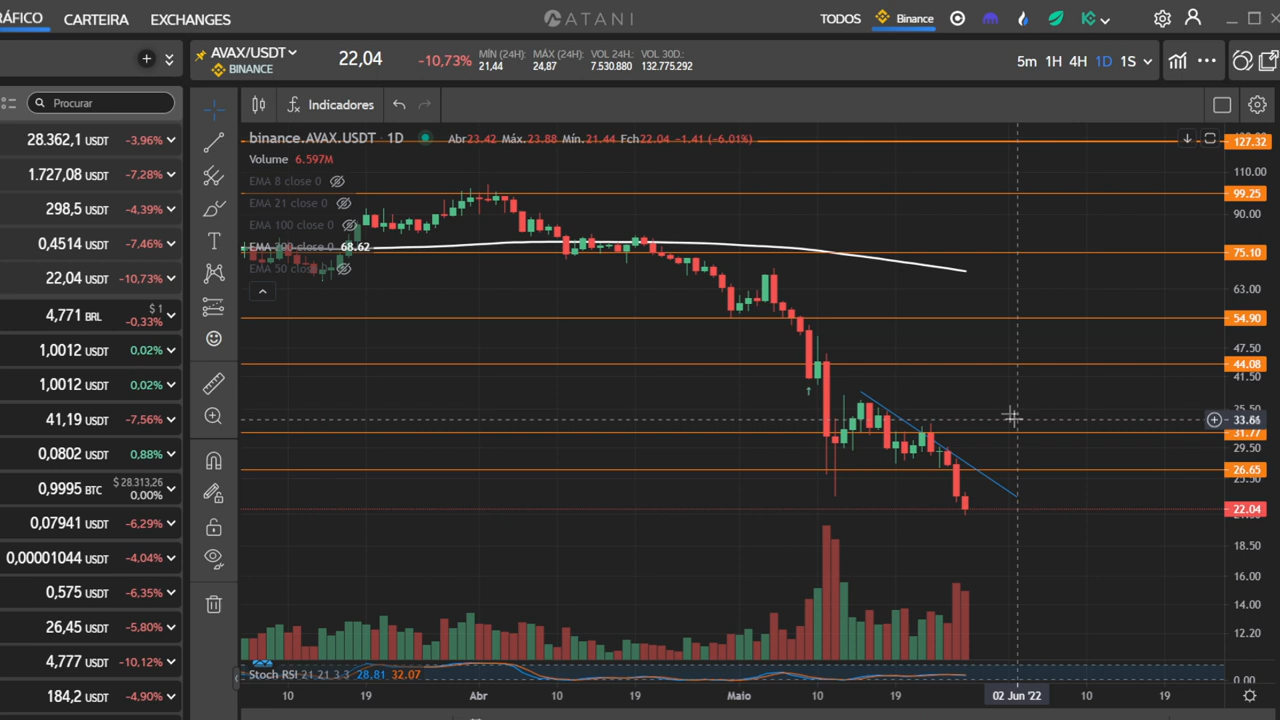 RÁFICO CARTEIRA EXCHANGES ATANI TODOS Binance
AVAX/USDT BINANCE 22,04 -10,73% MÍN (24H): 21,44 MÁX (24H): 24,87 VOL 24H: 7.530.880 VOL 30D: 132.775.292 5m 1H 4H 1D 1S
Procurar
Indicadores
binance.AVAX.USDT · 1D Abr23.42 Máx.23.88 Mín.21.44 Fch22.04 −1.41 (−6.01%)
Volume 6.597M
EMA 8 close 0
EMA 21 close 0
EMA 100 close 0
EMA 200 close 0 68.62
EMA 50 close
28.362,1 USDT -3,96%
1.727,08 USDT -7,28%
298,5 USDT -4,39%
0,4514 USDT -7,46%
22,04 USDT -10,73%
4,771 BRL $ 1 -0,33%
1,0012 USDT 0,02%
1,0012 USDT 0,02%
41,19 USDT -7,56%
0,0802 USDT 0,88%
0,9995 BTC $ 28.313,26 0,00%
0,07941 USDT -6,29%
0,00001044 USDT -4,04%
0,575 USDT -6,35%
26,45 USDT -5,80%
4,777 USDT -10,12%
184,2 USDT -4,90%
127.32
110.00
99.25
90.00
75.10
63.00
54.90
47.50
44.08
41.50
35.50
33.66
31.77
29.50
26.65
25.50
22.04
18.50
16.00
14.00
12.20
Stoch RSI 21 21 3 3 28.81 32.07
0.00
10 19 Abr 10 19 Maio 10 19 02 Jun '22 10 19